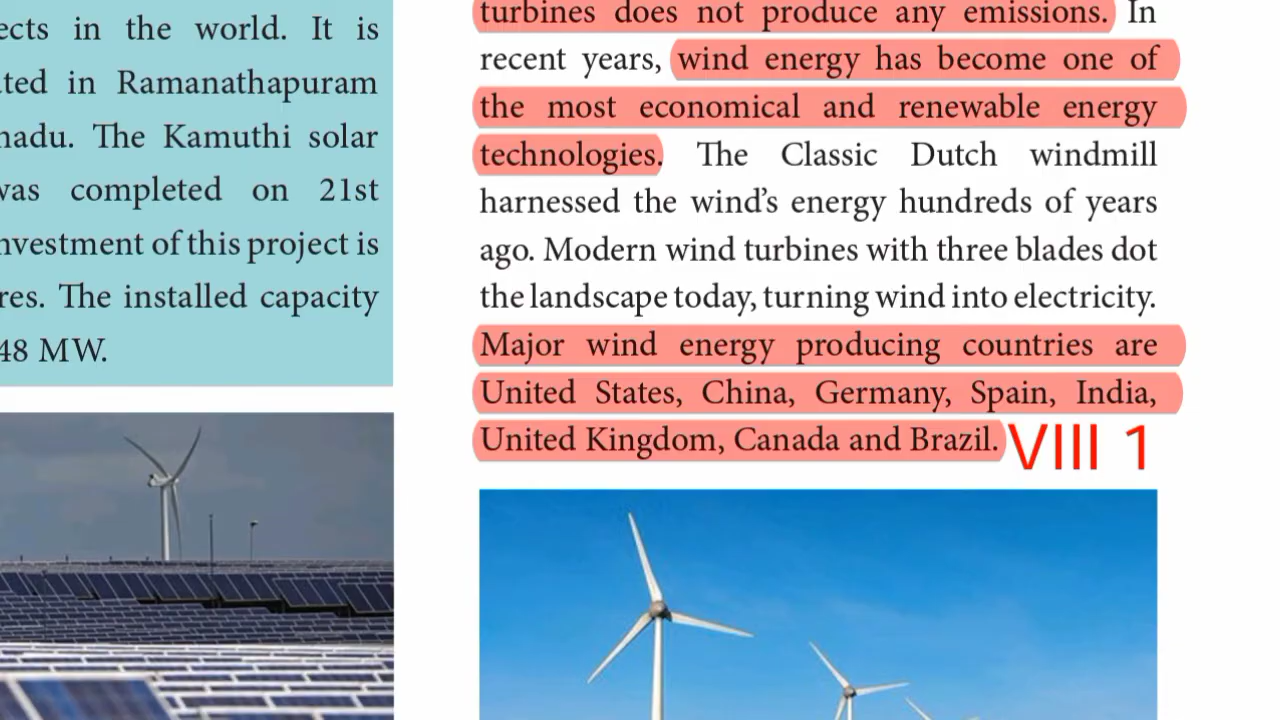 ects in the world. It is
ated in Ramanathapuram
nadu. The Kamuthi solar
was completed on 21st
nvestment of this project is
res. The installed capacity
48 MW.
turbines does not produce any emissions. In
recent years, wind energy has become one of
the most economical and renewable energy
technologies. The Classic Dutch windmill
harnessed the wind’s energy hundreds of years
ago. Modern wind turbines with three blades dot
the landscape today, turning wind into electricity.
Major wind energy producing countries are
United States, China, Germany, Spain, India,
United Kingdom, Canada and Brazil. VIII 1